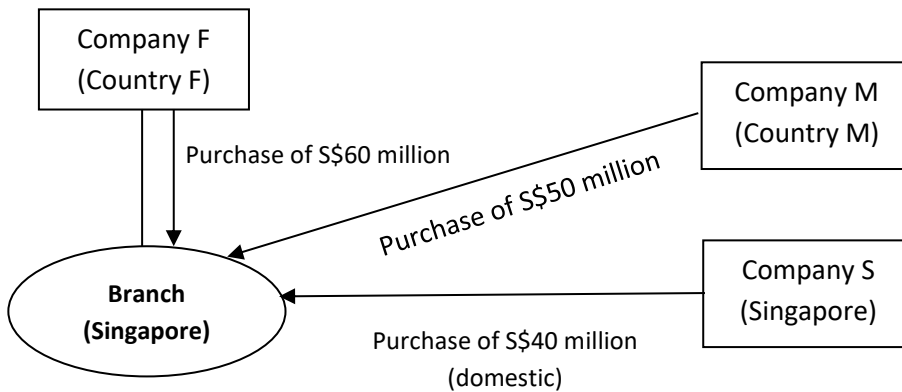 Company F
(Country F)
Company M
(Country M)
Purchase of S$60 million
Purchase of S$50 million
Company S
(Singapore)
Branch
(Singapore)
Purchase of S$40 million
(domestic)